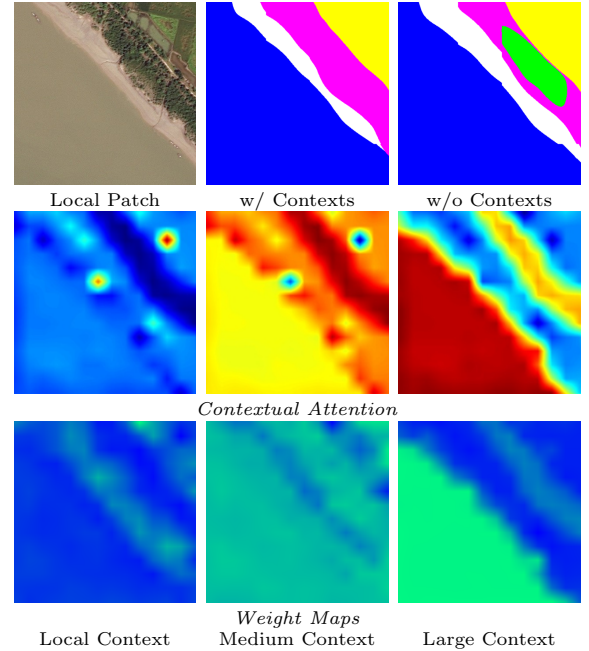 Local Patch w/ Contexts w/o Contexts
Contextual Attention
Weight Maps
Local Context Medium Context Large Context